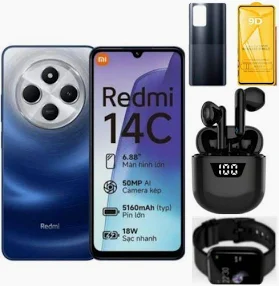 mi
Redmi
14C
6.88"
Màn hình lớn
50MP AI
Camera kép
5160mAh (typ)
Pin lớn
18W
Sạc nhanh
Redmi
9D
100